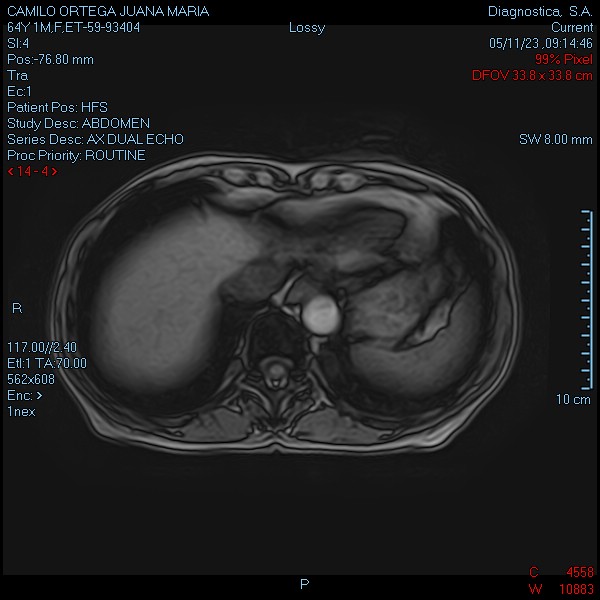 CAMILO ORTEGA JUANA MARIA
64Y 1M,F,ET-59-93404
Sl:4
Pos:-76.80 mm
Tra
Ec:1
Patient Pos: HFS
Study Desc: ABDOMEN
Series Desc: AX DUAL ECHO
Proc Priority: ROUTINE
< 14 - 4 >
Lossy
Diagnostica, S.A.
Current
05/11/23 ,09:14:46
99% Pixel
DFOV 33.8 x 33.8 cm
SW 8.00 mm
R
117.00//2.40
Etl:1 TA:70.00
562x608
Enc: >
1nex
10 cm
P
C 4558
W 10883